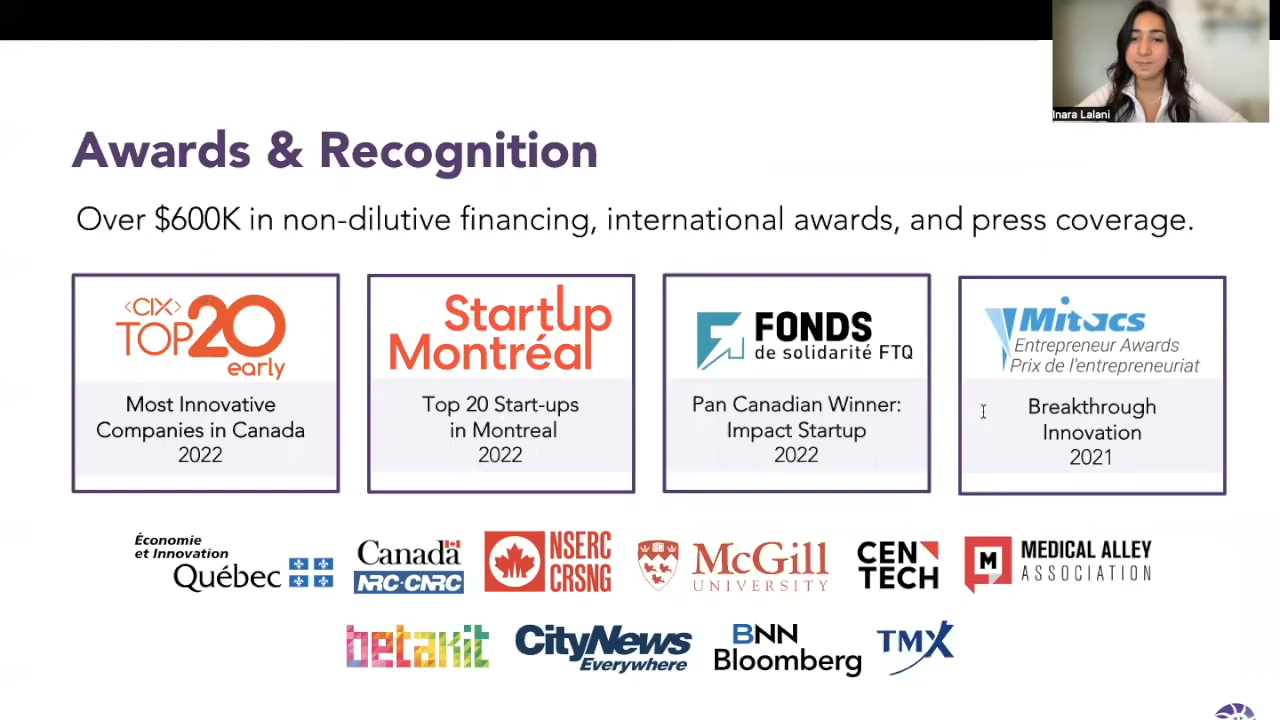 Inara Lalani
Awards & Recognition
Over $600K in non-dilutive financing, international awards, and press coverage.
<CIX>
TOP20
early
Most Innovative
Companies in Canada
2022
Startup
Montréal
Top 20 Start-ups
in Montreal
2022
FONDS
de solidarité FTQ
Pan Canadian Winner:
Impact Startup
2022
Mitacs
Entrepreneur Awards
Prix de l'entrepreneuriat
Breakthrough
Innovation
2021
Économie
et Innovation
Québec
Canada
NRC·CNRC
NSERC
CRSNG
McGill
UNIVERSITY
CEN
TECH
M
MEDICAL ALLEY
ASSOCIATION
betakit
CityNews
Everywhere
BNN
Bloomberg
TMX